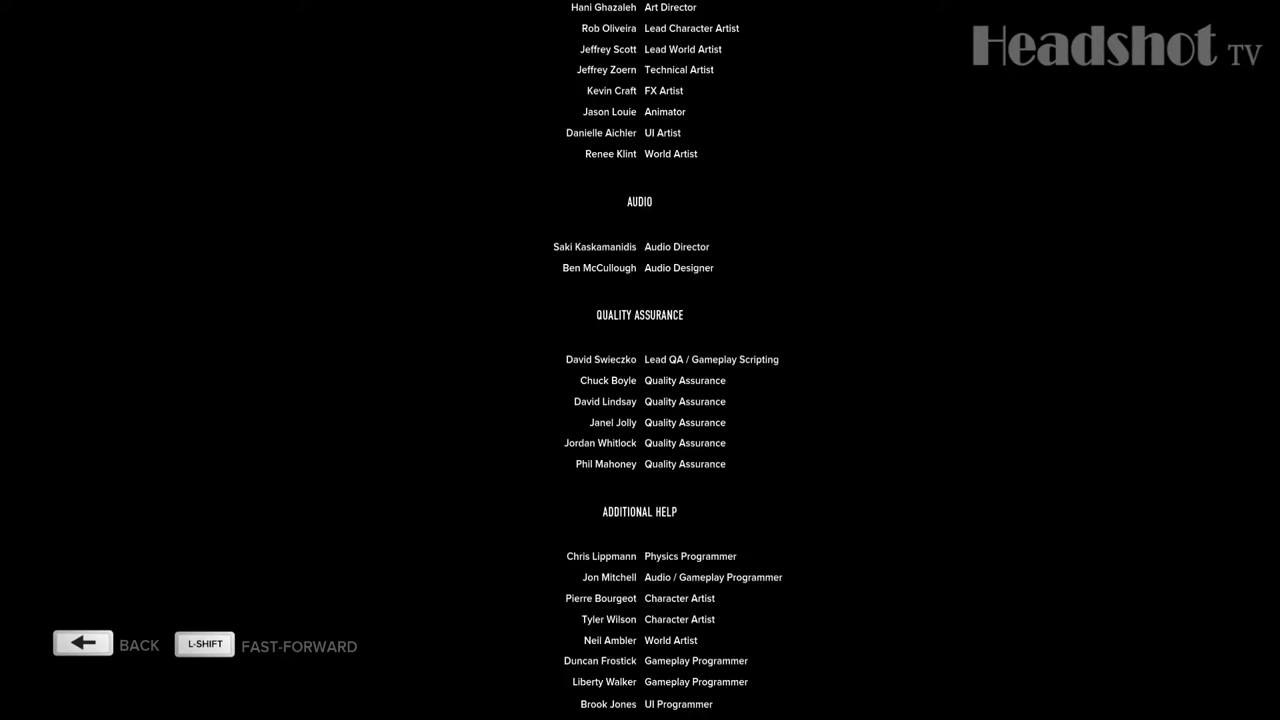 Hani Ghazaleh Art Director
Headshot TV
Rob Oliveira Lead Character Artist
Jeffrey Scott Lead World Artist
Jeffrey Zoern Technical Artist
Kevin Craft FX Artist
Jason Louie Animator
Danielle Aichler UI Artist
Renee Klint World Artist
AUDIO
Saki Kaskamanidis Audio Director
Ben McCullough Audio Designer
QUALITY ASSURANCE
David Swieczko Lead QA / Gameplay Scripting
Chuck Boyle Quality Assurance
David Lindsay Quality Assurance
Janel Jolly Quality Assurance
Jordan Whitlock Quality Assurance
Phil Mahoney Quality Assurance
ADDITIONAL HELP
Chris Lippmann Physics Programmer
Jon Mitchell Audio / Gameplay Programmer
Pierre Bourgeot Character Artist
Tyler Wilson Character Artist
Neil Ambler World Artist
Duncan Frostick Gameplay Programmer
Liberty Walker Gameplay Programmer
Brook Jones UI Programmer
BACK L-SHIFT FAST-FORWARD